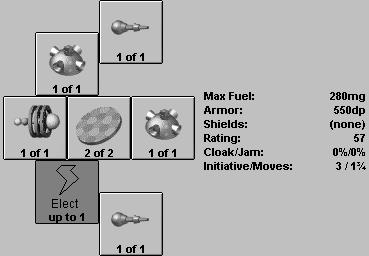 1 of 1
1 of 1
1 of 1
2 of 2
1 of 1
Elect
up to 1
1 of 1
Max Fuel: 280mg
Armor: 550dp
Shields: (none)
Rating: 57
Cloak/Jam: 0%/0%
Initiative/Moves: 3 / 1¾